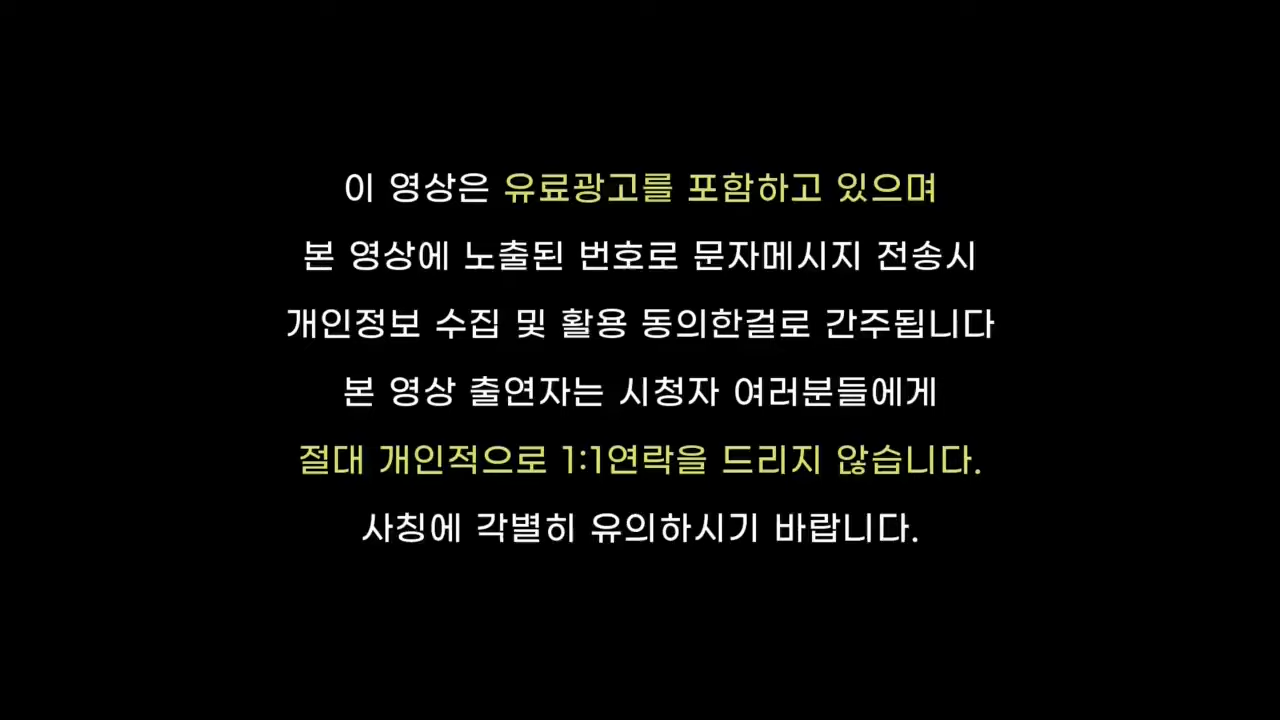 이 영상은 유료광고를 포함하고 있으며
본 영상에 노출된 번호로 문자메시지 전송시
개인정보 수집 및 활용 동의한걸로 간주됩니다
본 영상 출연자는 시청자 여러분들에게
절대 개인적으로 1:1연락을 드리지 않습니다.
사칭에 각별히 유의하시기 바랍니다.